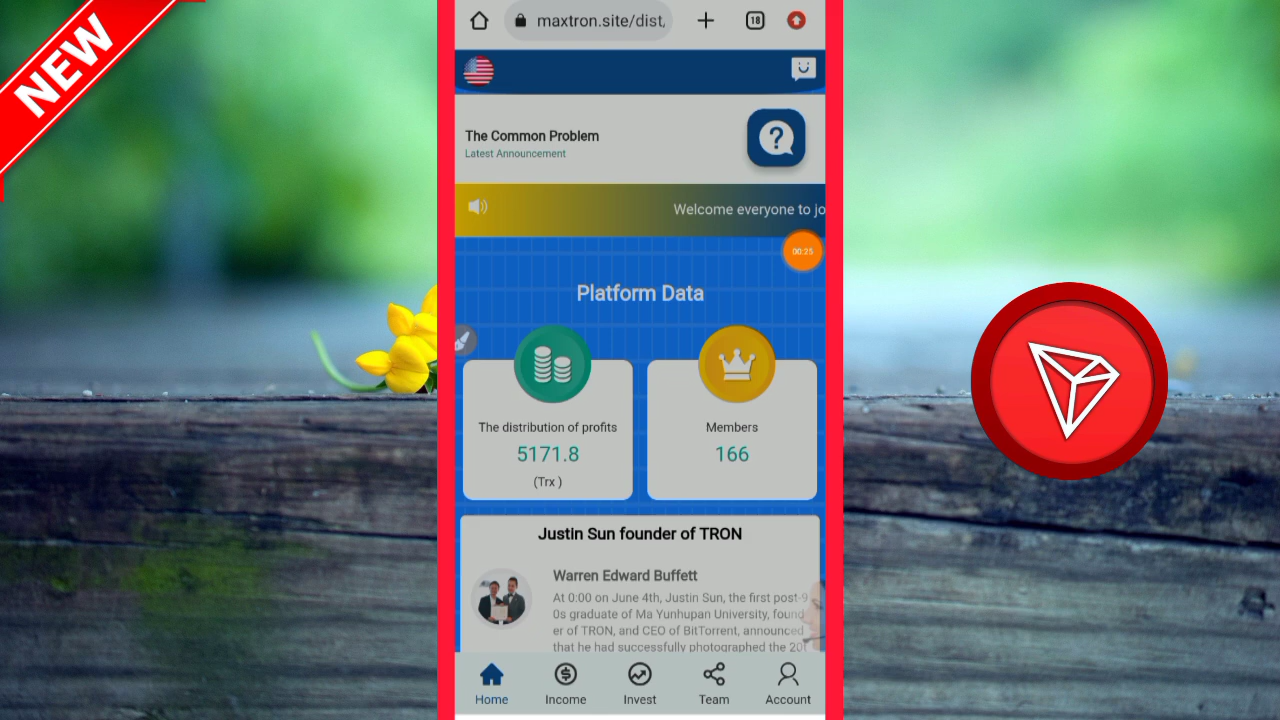 NEW
maxtron.site/dist,
18
The Common Problem
Latest Announcement
Welcome everyone to jo
00:25
Platform Data
The distribution of profits
5171.8
(Trx )
Members
166
Justin Sun founder of TRON
Warren Edward Buffett
At 0:00 on June 4th, Justin Sun, the first post-9
0s graduate of Ma Yunhupan University, found
er of TRON, and CEO of BitTorrent, announced
that he had successfully photographed the 20t
Home
Income
Invest
Team
Account